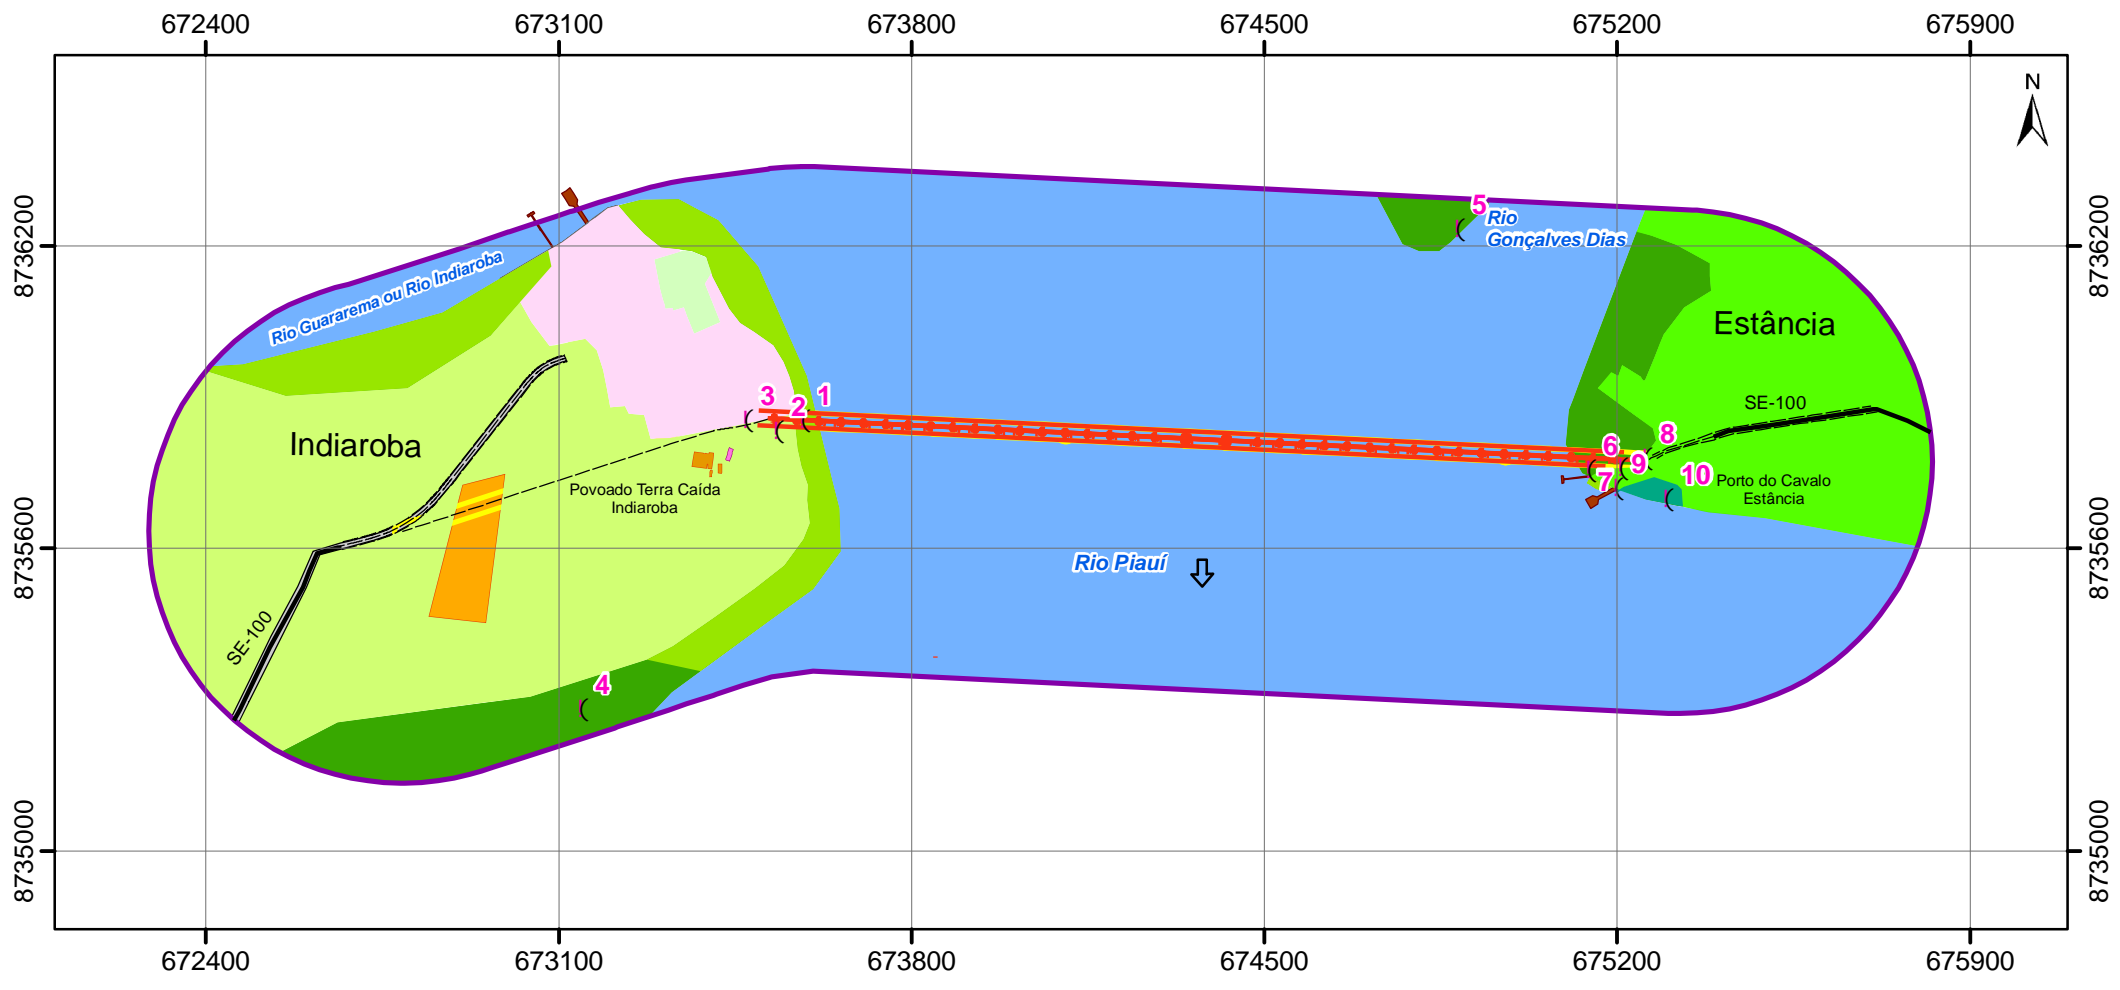 672400 673100 673800 674500 675200 675900
N
8736200
8736200
5
Rio
Gonçalves Dias
Rio Guararema ou Rio Indiaroba
Estância
3
1
2
SE-100
Indiaroba
8
6
9
10
7
Porto do Cavalo
Estância
Povoado Terra Caída
Indiaroba
8735600
8735600
Rio Piauí
SE-100
4
8735000
8735000
672400 673100 673800 674500 675200 675900